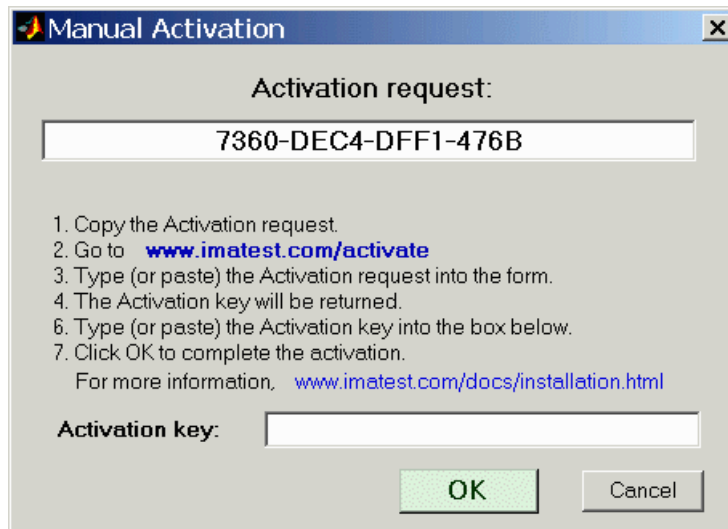 Manual Activation
Activation request:
7360-DEC4-DFF1-476B
1. Copy the Activation request.
2. Go to www.imatest.com/activate
3. Type (or paste) the Activation request into the form.
4. The Activation key will be returned.
6. Type (or paste) the Activation key into the box below.
7. Click OK to complete the activation.
For more information, www.imatest.com/docs/installation.html
Activation key:
OK Cancel